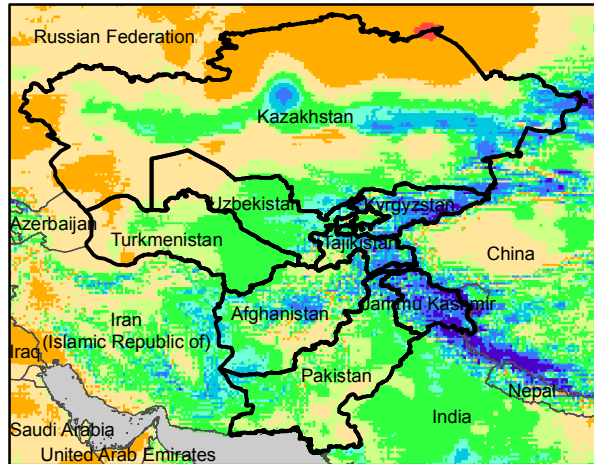 Russian Federation
Kazakhstan
Uzbekistan
Kyrgyzstan
Azerbaijan
Turkmenistan
Tajikistan
China
Iran
(Islamic Republic of)
Afghanistan
Jammu Kashmir
Iraq
Pakistan
Nepal
India
Saudi Arabia
United Arab Emirates